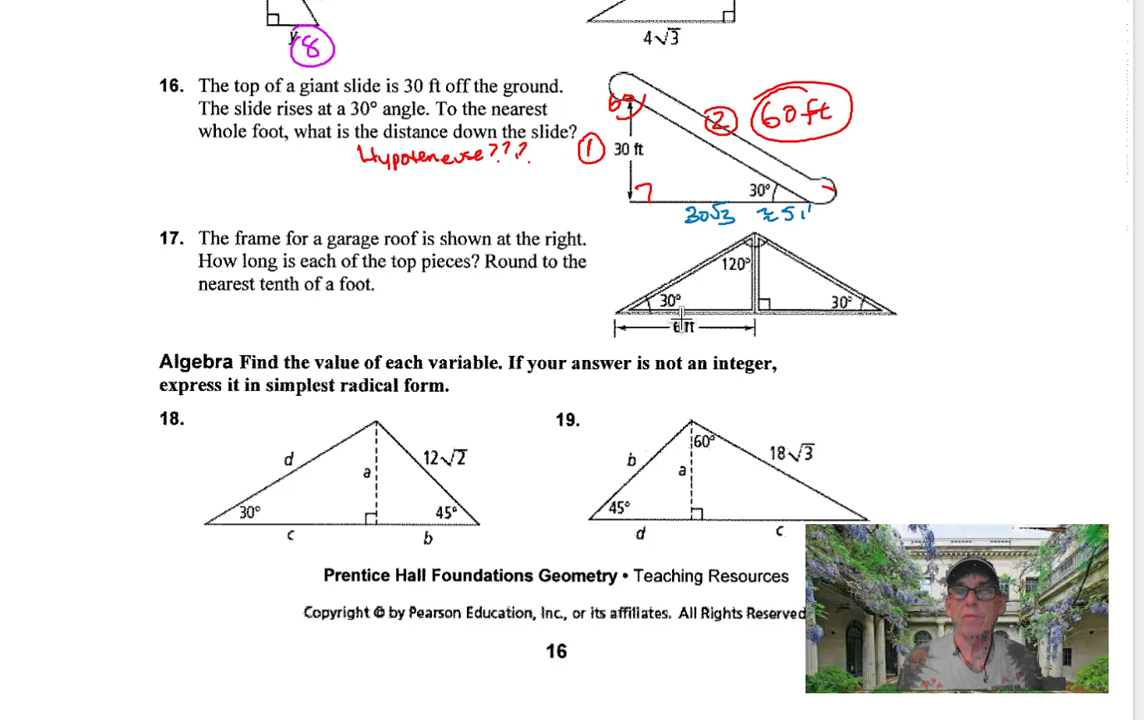 y 8
4√3
16. The top of a giant slide is 30 ft off the ground.
The slide rises at a 30° angle. To the nearest
whole foot, what is the distance down the slide?
Hypoteneuse???
① 30 ft
② 60ft
30°
30√3 ≈51'
17. The frame for a garage roof is shown at the right.
How long is each of the top pieces? Round to the
nearest tenth of a foot.
120°
30° 30°
6 ft
Algebra Find the value of each variable. If your answer is not an integer,
express it in simplest radical form.
18.
d a 12√2
30° 45°
c b
19.
60°
b a 18√3
45°
d c
Prentice Hall Foundations Geometry • Teaching Resources
Copyright © by Pearson Education, Inc., or its affiliates. All Rights Reserved
16